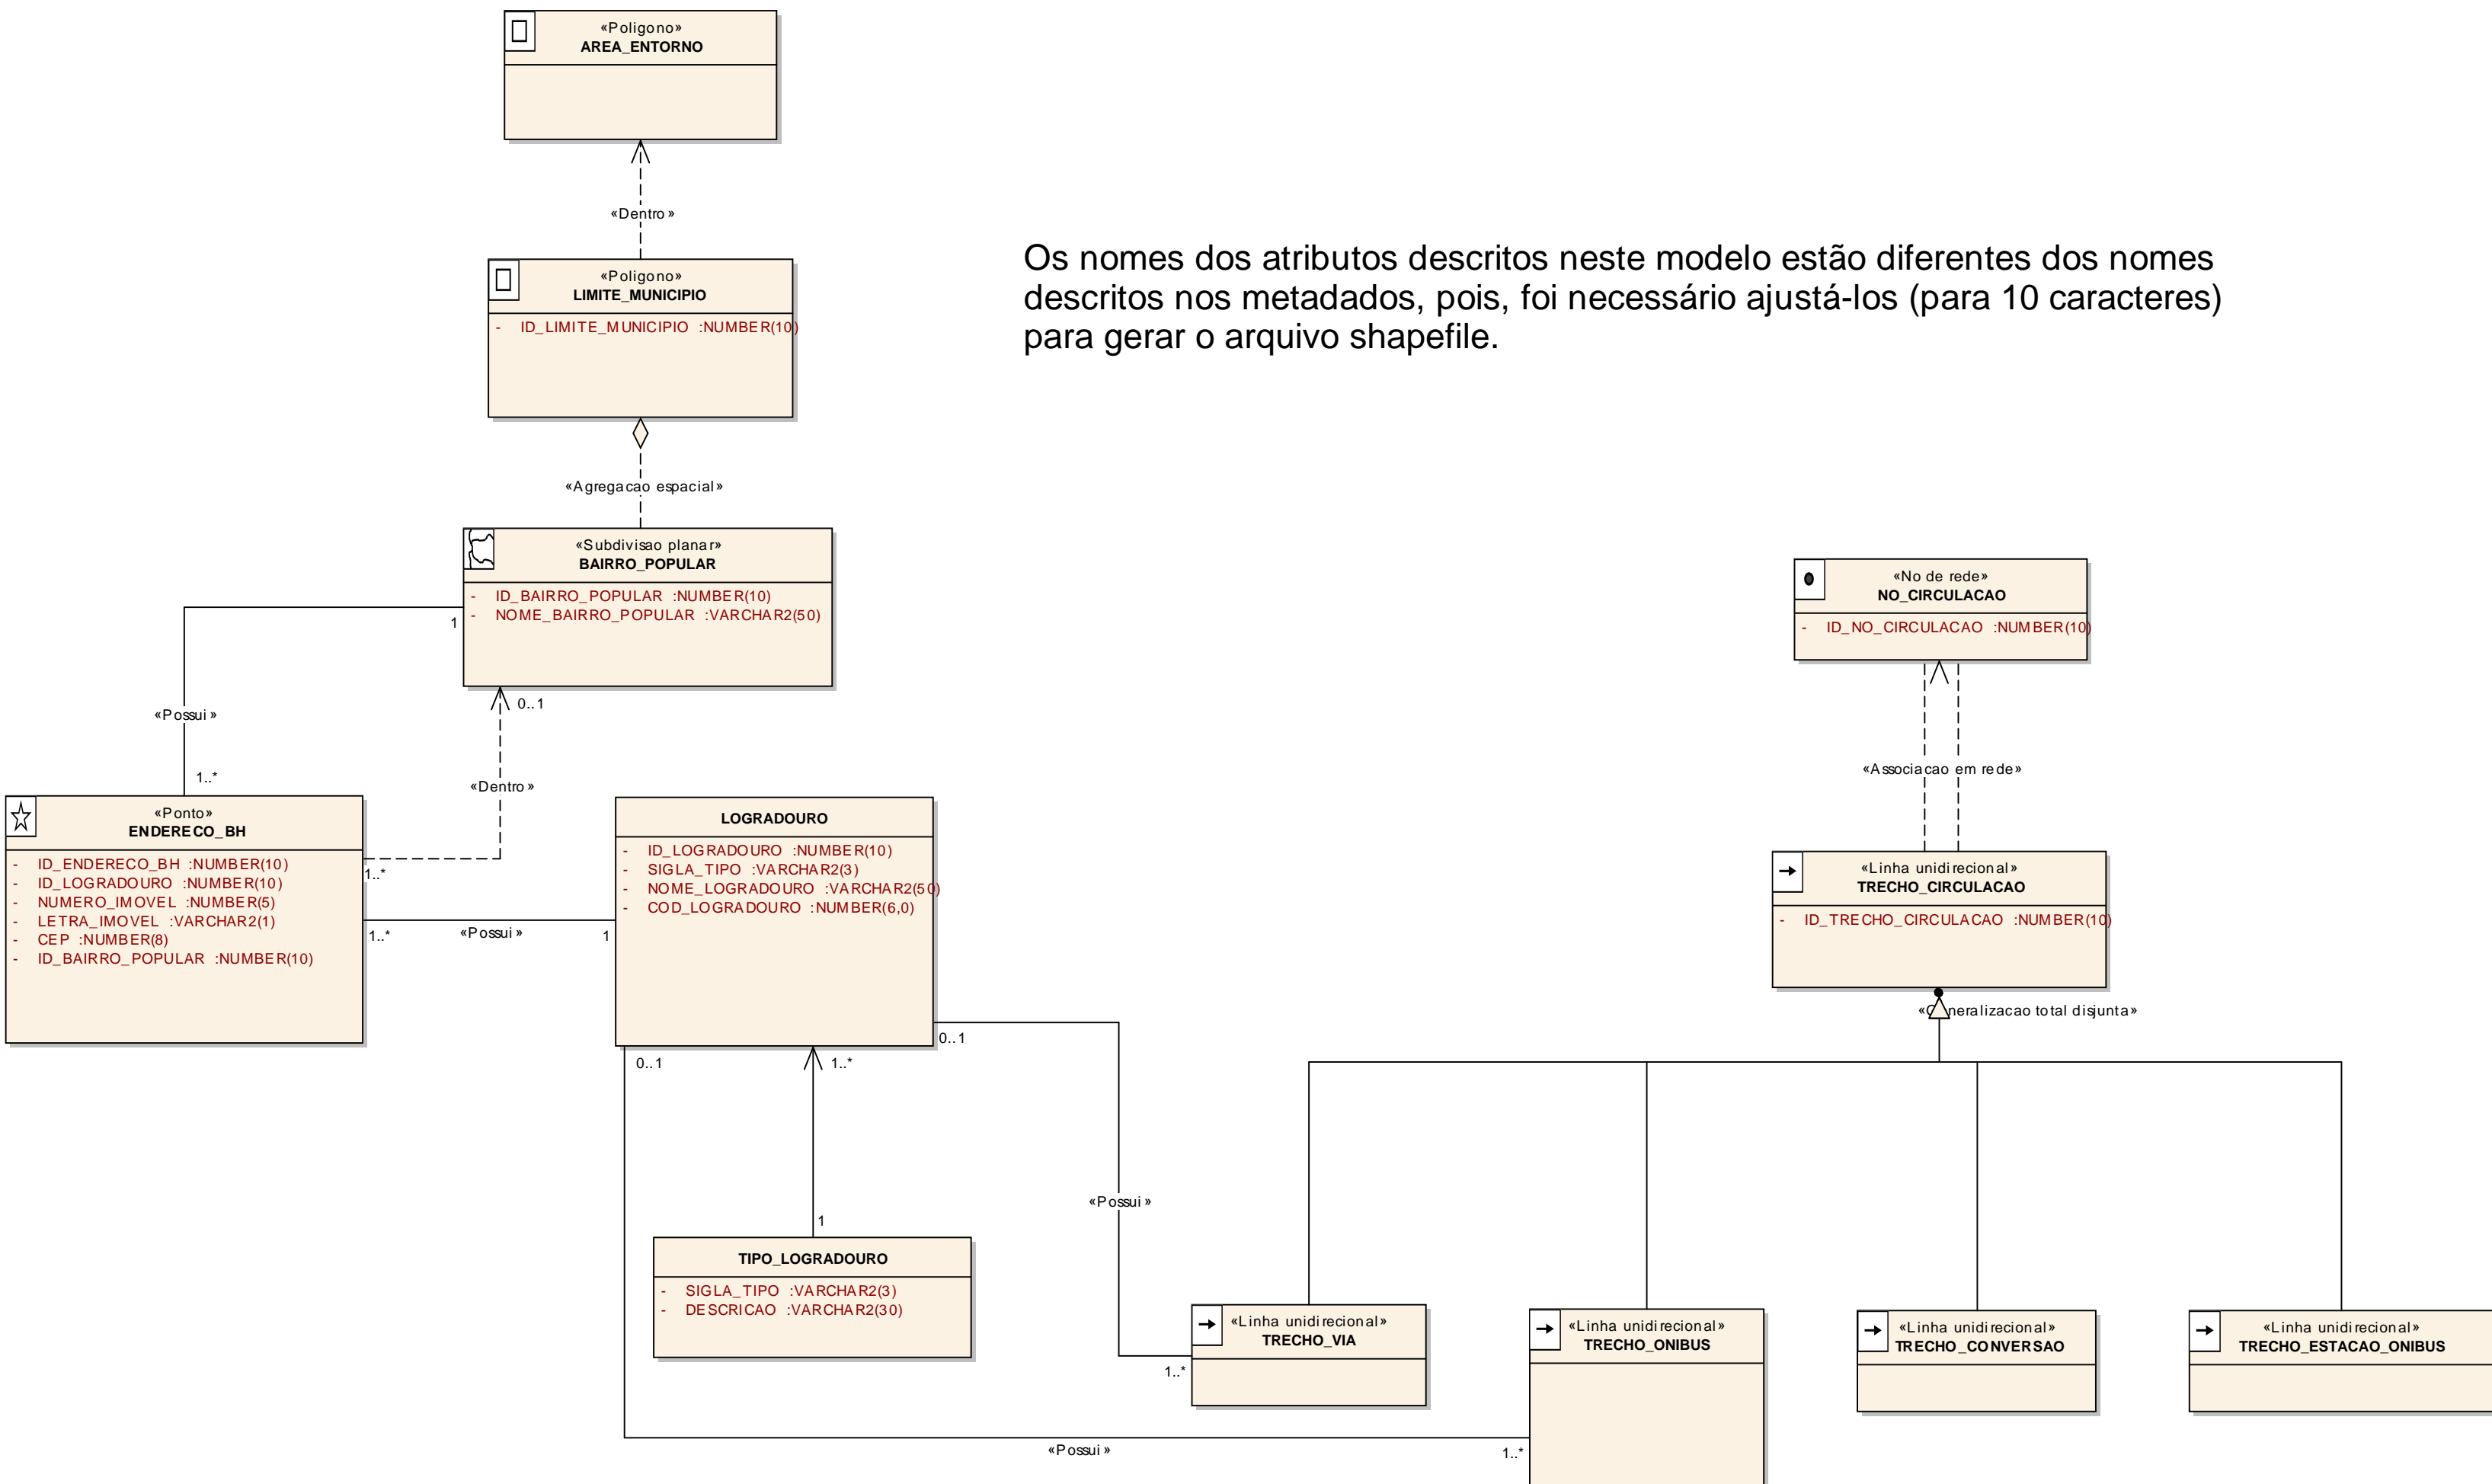 «Poligono»
AREA_ENTORNO
«Dentro»
«Poligono»
LIMITE_MUNICIPIO
- ID_LIMITE_MUNICIPIO :NUMBER(10)
Os nomes dos atributos descritos neste modelo estão diferentes dos nomes
descritos nos metadados, pois, foi necessário ajustá-los (para 10 caracteres)
para gerar o arquivo shapefile.
«Agregacao espacial»
«Subdivisao planar»
BAIRRO_POPULAR
- ID_BAIRRO_POPULAR :NUMBER(10)
- NOME_BAIRRO_POPULAR :VARCHAR2(50)
1
0..1
«Possui»
1..*
«Dentro»
1..*
«No de rede»
NO_CIRCULACAO
- ID_NO_CIRCULACAO :NUMBER(10)
«Associacao em rede»
«Ponto»
ENDERECO_BH
- ID_ENDERECO_BH :NUMBER(10)
- ID_LOGRADOURO :NUMBER(10)
- NUMERO_IMOVEL :NUMBER(5)
- LETRA_IMOVEL :VARCHAR2(1)
- CEP :NUMBER(8)
- ID_BAIRRO_POPULAR :NUMBER(10)
1..*
«Possui»
1
LOGRADOURO
- ID_LOGRADOURO :NUMBER(10)
- SIGLA_TIPO :VARCHAR2(3)
- NOME_LOGRADOURO :VARCHAR2(50)
- COD_LOGRADOURO :NUMBER(6,0)
0..1
0..1
1..*
«Linha unidirecional»
TRECHO_CIRCULACAO
- ID_TRECHO_CIRCULACAO :NUMBER(10)
«Generalizacao total disjunta»
«Possui»
1
TIPO_LOGRADOURO
- SIGLA_TIPO :VARCHAR2(3)
- DESCRICAO :VARCHAR2(30)
«Linha unidirecional»
TRECHO_VIA
1..*
«Linha unidirecional»
TRECHO_ONIBUS
«Linha unidirecional»
TRECHO_CONVERSAO
«Linha unidirecional»
TRECHO_ESTACAO_ONIBUS
«Possui»
1..*